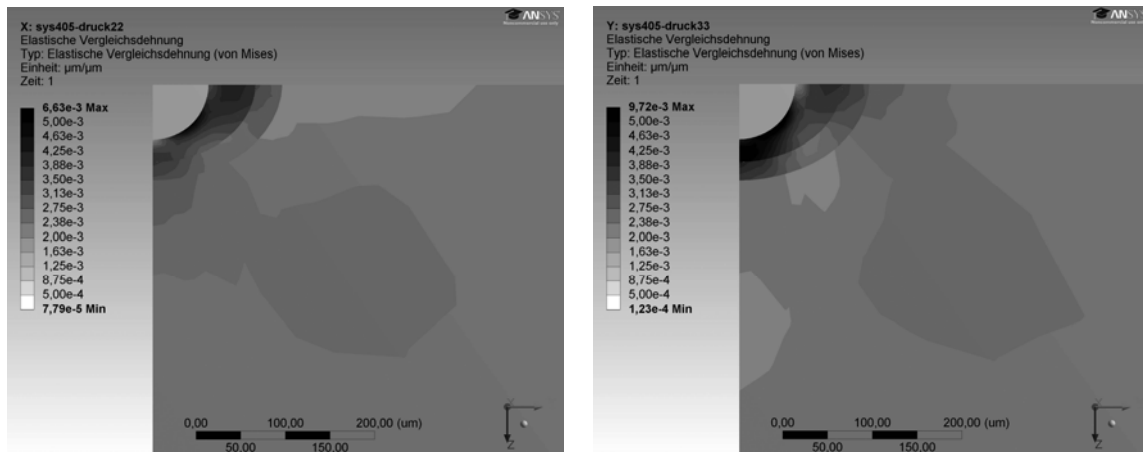 ANSYS
X: sys405-druck22
Elastische Vergleichsdehnung
Typ: Elastische Vergleichsdehnung (von Mises)
Einheit: µm/µm
Zeit: 1
6,63e-3 Max
5,00e-3
4,63e-3
4,25e-3
3,88e-3
3,50e-3
3,13e-3
2,75e-3
2,38e-3
2,00e-3
1,63e-3
1,25e-3
8,75e-4
5,00e-4
7,79e-5 Min
0,00 100,00 200,00 (um)
50,00 150,00
Z
ANSYS
Y: sys405-druck33
Elastische Vergleichsdehnung
Typ: Elastische Vergleichsdehnung (von Mises)
Einheit: µm/µm
Zeit: 1
9,72e-3 Max
5,00e-3
4,63e-3
4,25e-3
3,88e-3
3,50e-3
3,13e-3
2,75e-3
2,38e-3
2,00e-3
1,63e-3
1,25e-3
8,75e-4
5,00e-4
1,23e-4 Min
0,00 100,00 200,00 (um)
50,00 150,00
Z